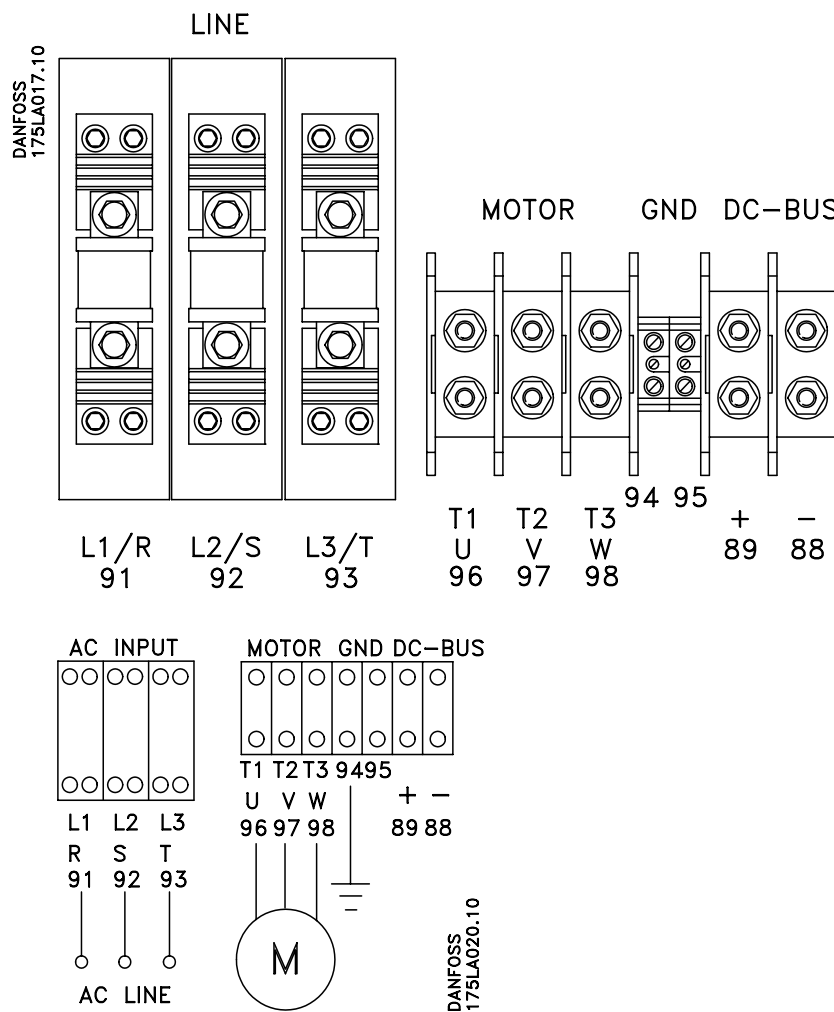 LINE
DANFOSS
175LA017.10
MOTOR GND DC-BUS
94 95
T1 T2 T3 + −
L1/R L2/S L3/T U V W 89 88
91 92 93 96 97 98
AC INPUT
MOTOR GND DC-BUS
T1 T2 T3 94 95
U V W + −
96 97 98 89 88
L1 L2 L3
R S T
91 92 93
M
AC LINE
DANFOSS
175LA020.10